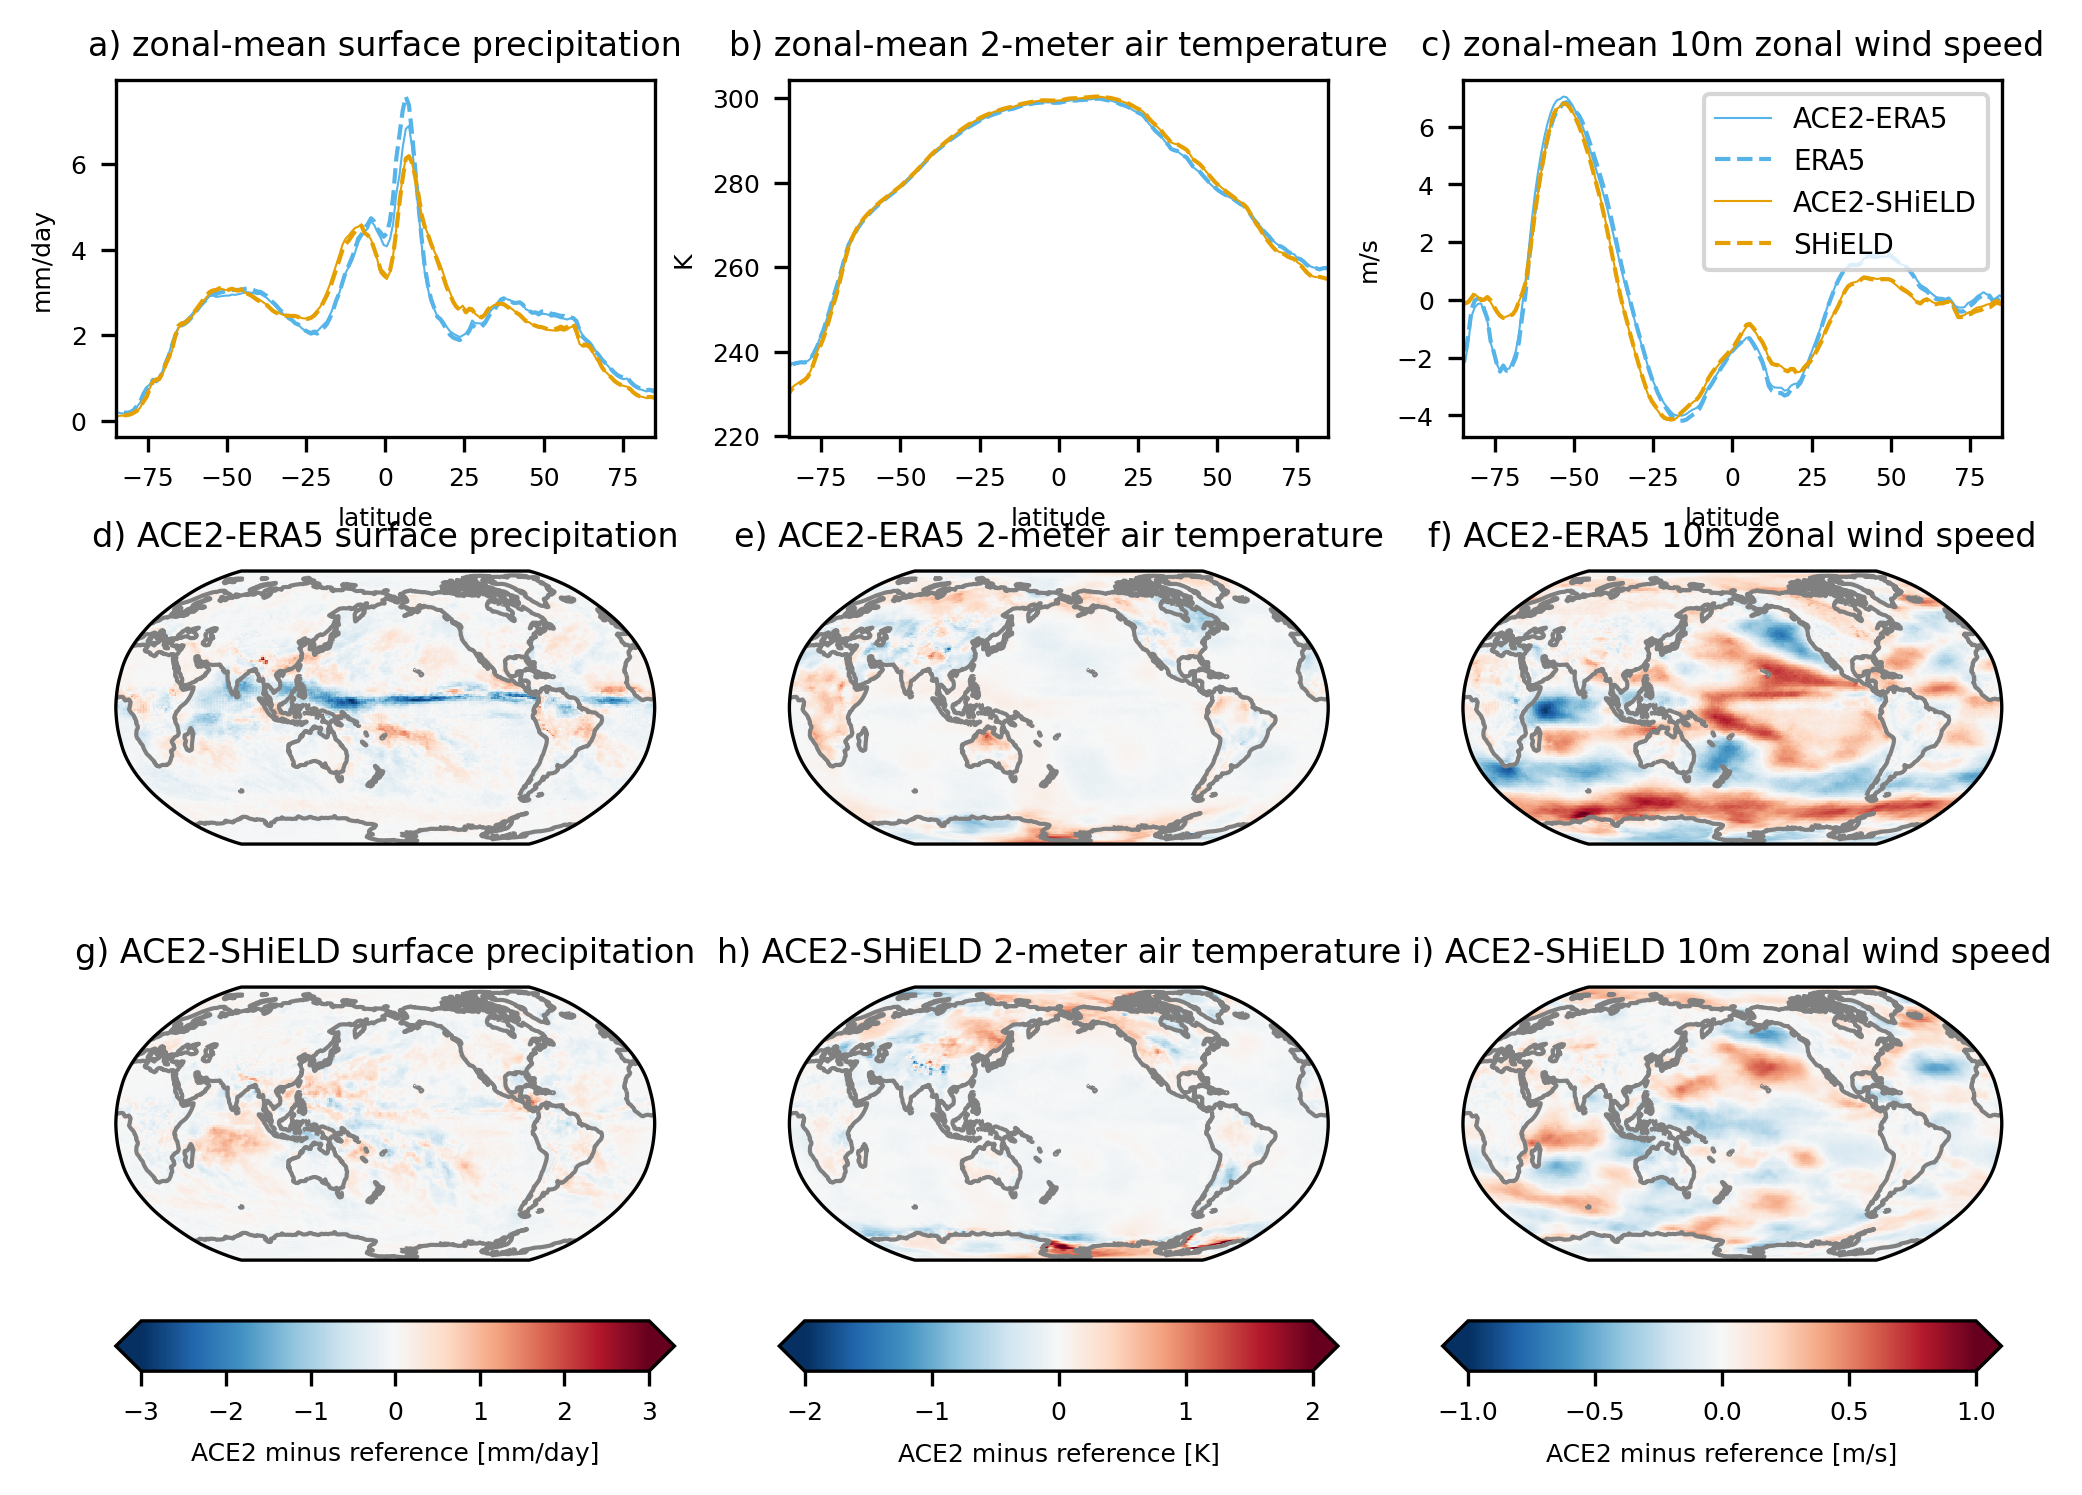 a) zonal-mean surface precipitation
b) zonal-mean 2-meter air temperature
c) zonal-mean 10m zonal wind speed
mm/day
6
4
2
0
−75 −50 −25 0 25 50 75
latitude
K
300
280
260
240
220
−75 −50 −25 0 25 50 75
latitude
m/s
6
4
2
0
−2
−4
−75 −50 −25 0 25 50 75
latitude
ACE2-ERA5
ERA5
ACE2-SHiELD
SHiELD
d) ACE2-ERA5 surface precipitation
e) ACE2-ERA5 2-meter air temperature
f) ACE2-ERA5 10m zonal wind speed
g) ACE2-SHiELD surface precipitation
h) ACE2-SHiELD 2-meter air temperature
i) ACE2-SHiELD 10m zonal wind speed
−3 −2 −1 0 1 2 3
ACE2 minus reference [mm/day]
−2 −1 0 1 2
ACE2 minus reference [K]
−1.0 −0.5 0.0 0.5 1.0
ACE2 minus reference [m/s]